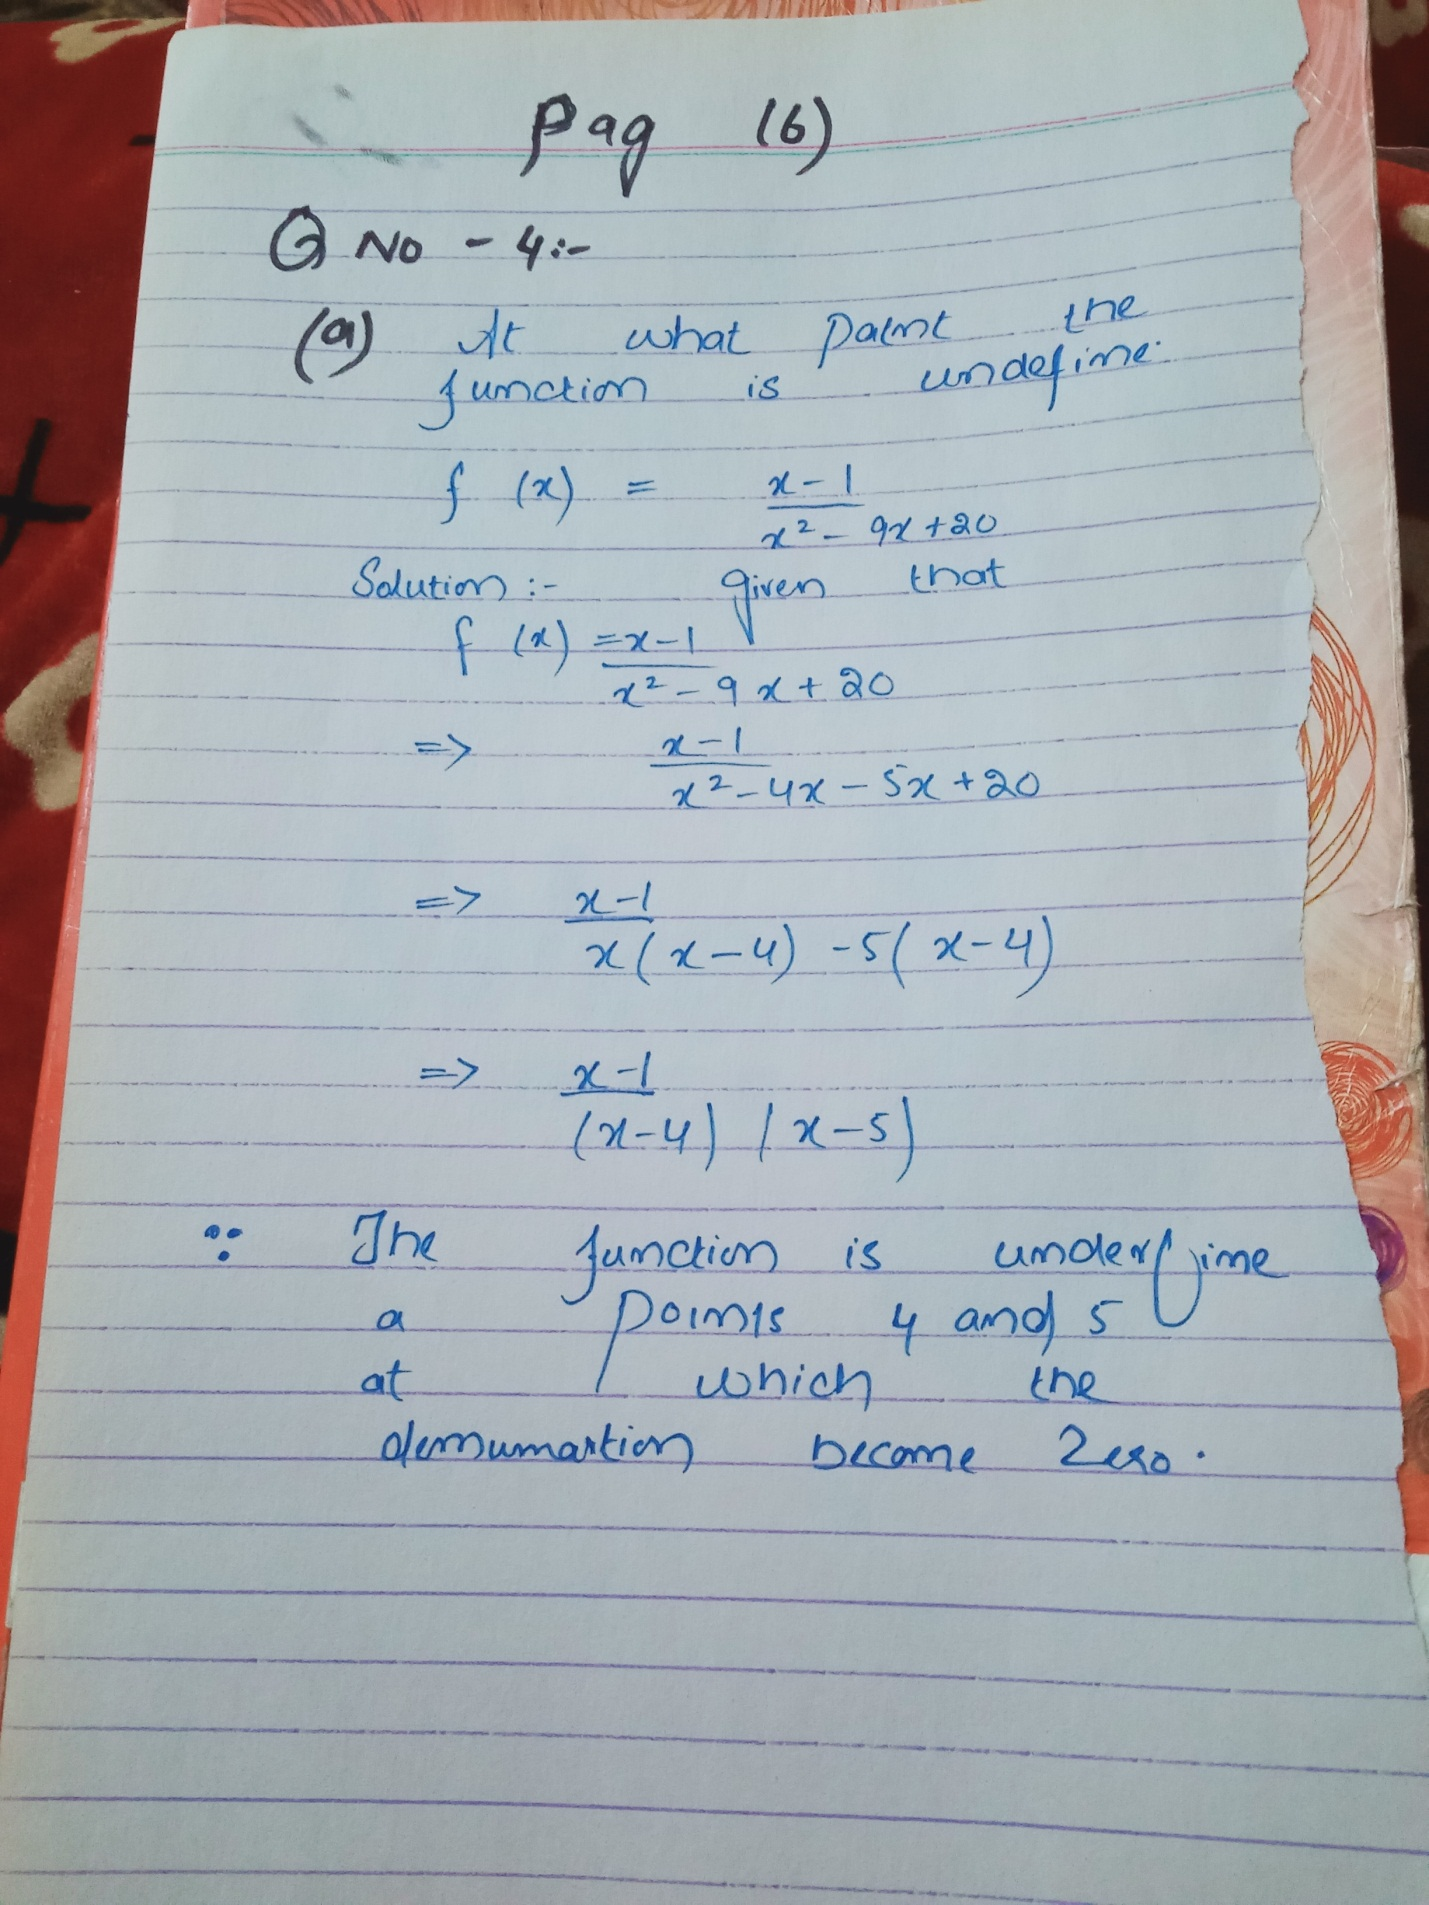 Pag (6)
Q No - 4:-
(a) At what paint the
function is undefine.
f (x) = x-1
x² - 9x+20
Solution :- given that
f (x) = x-1
x² - 9x+20
=> x-1
x² - 4x - 5x + 20
=> x-1
x(x-4) -5(x-4)
=> x-1
(x-4) (x-5)
∵ The function is underfine
a points 4 and 5
at which the
denumartion become Zero.